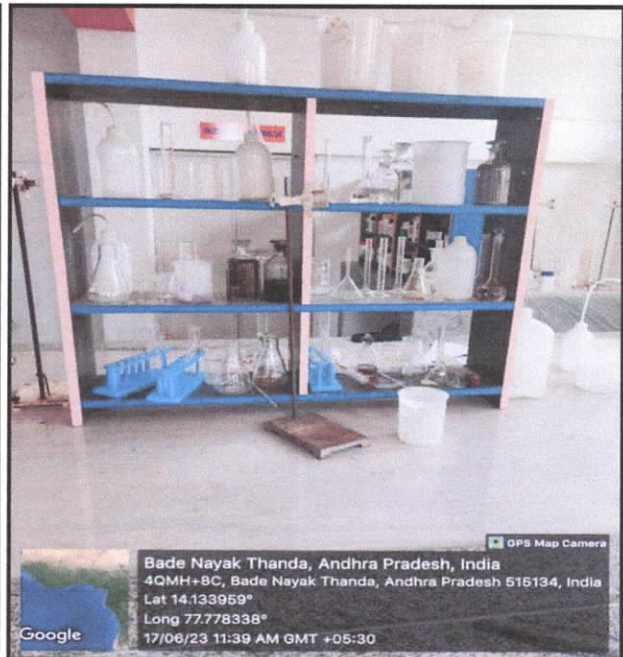 GPS Map Camera
Bade Nayak Thanda, Andhra Pradesh, India
4QMH+8C, Bade Nayak Thanda, Andhra Pradesh 515134, India
Lat 14.133959°
Long 77.778338°
17/06/23 11:39 AM GMT +05:30
Google